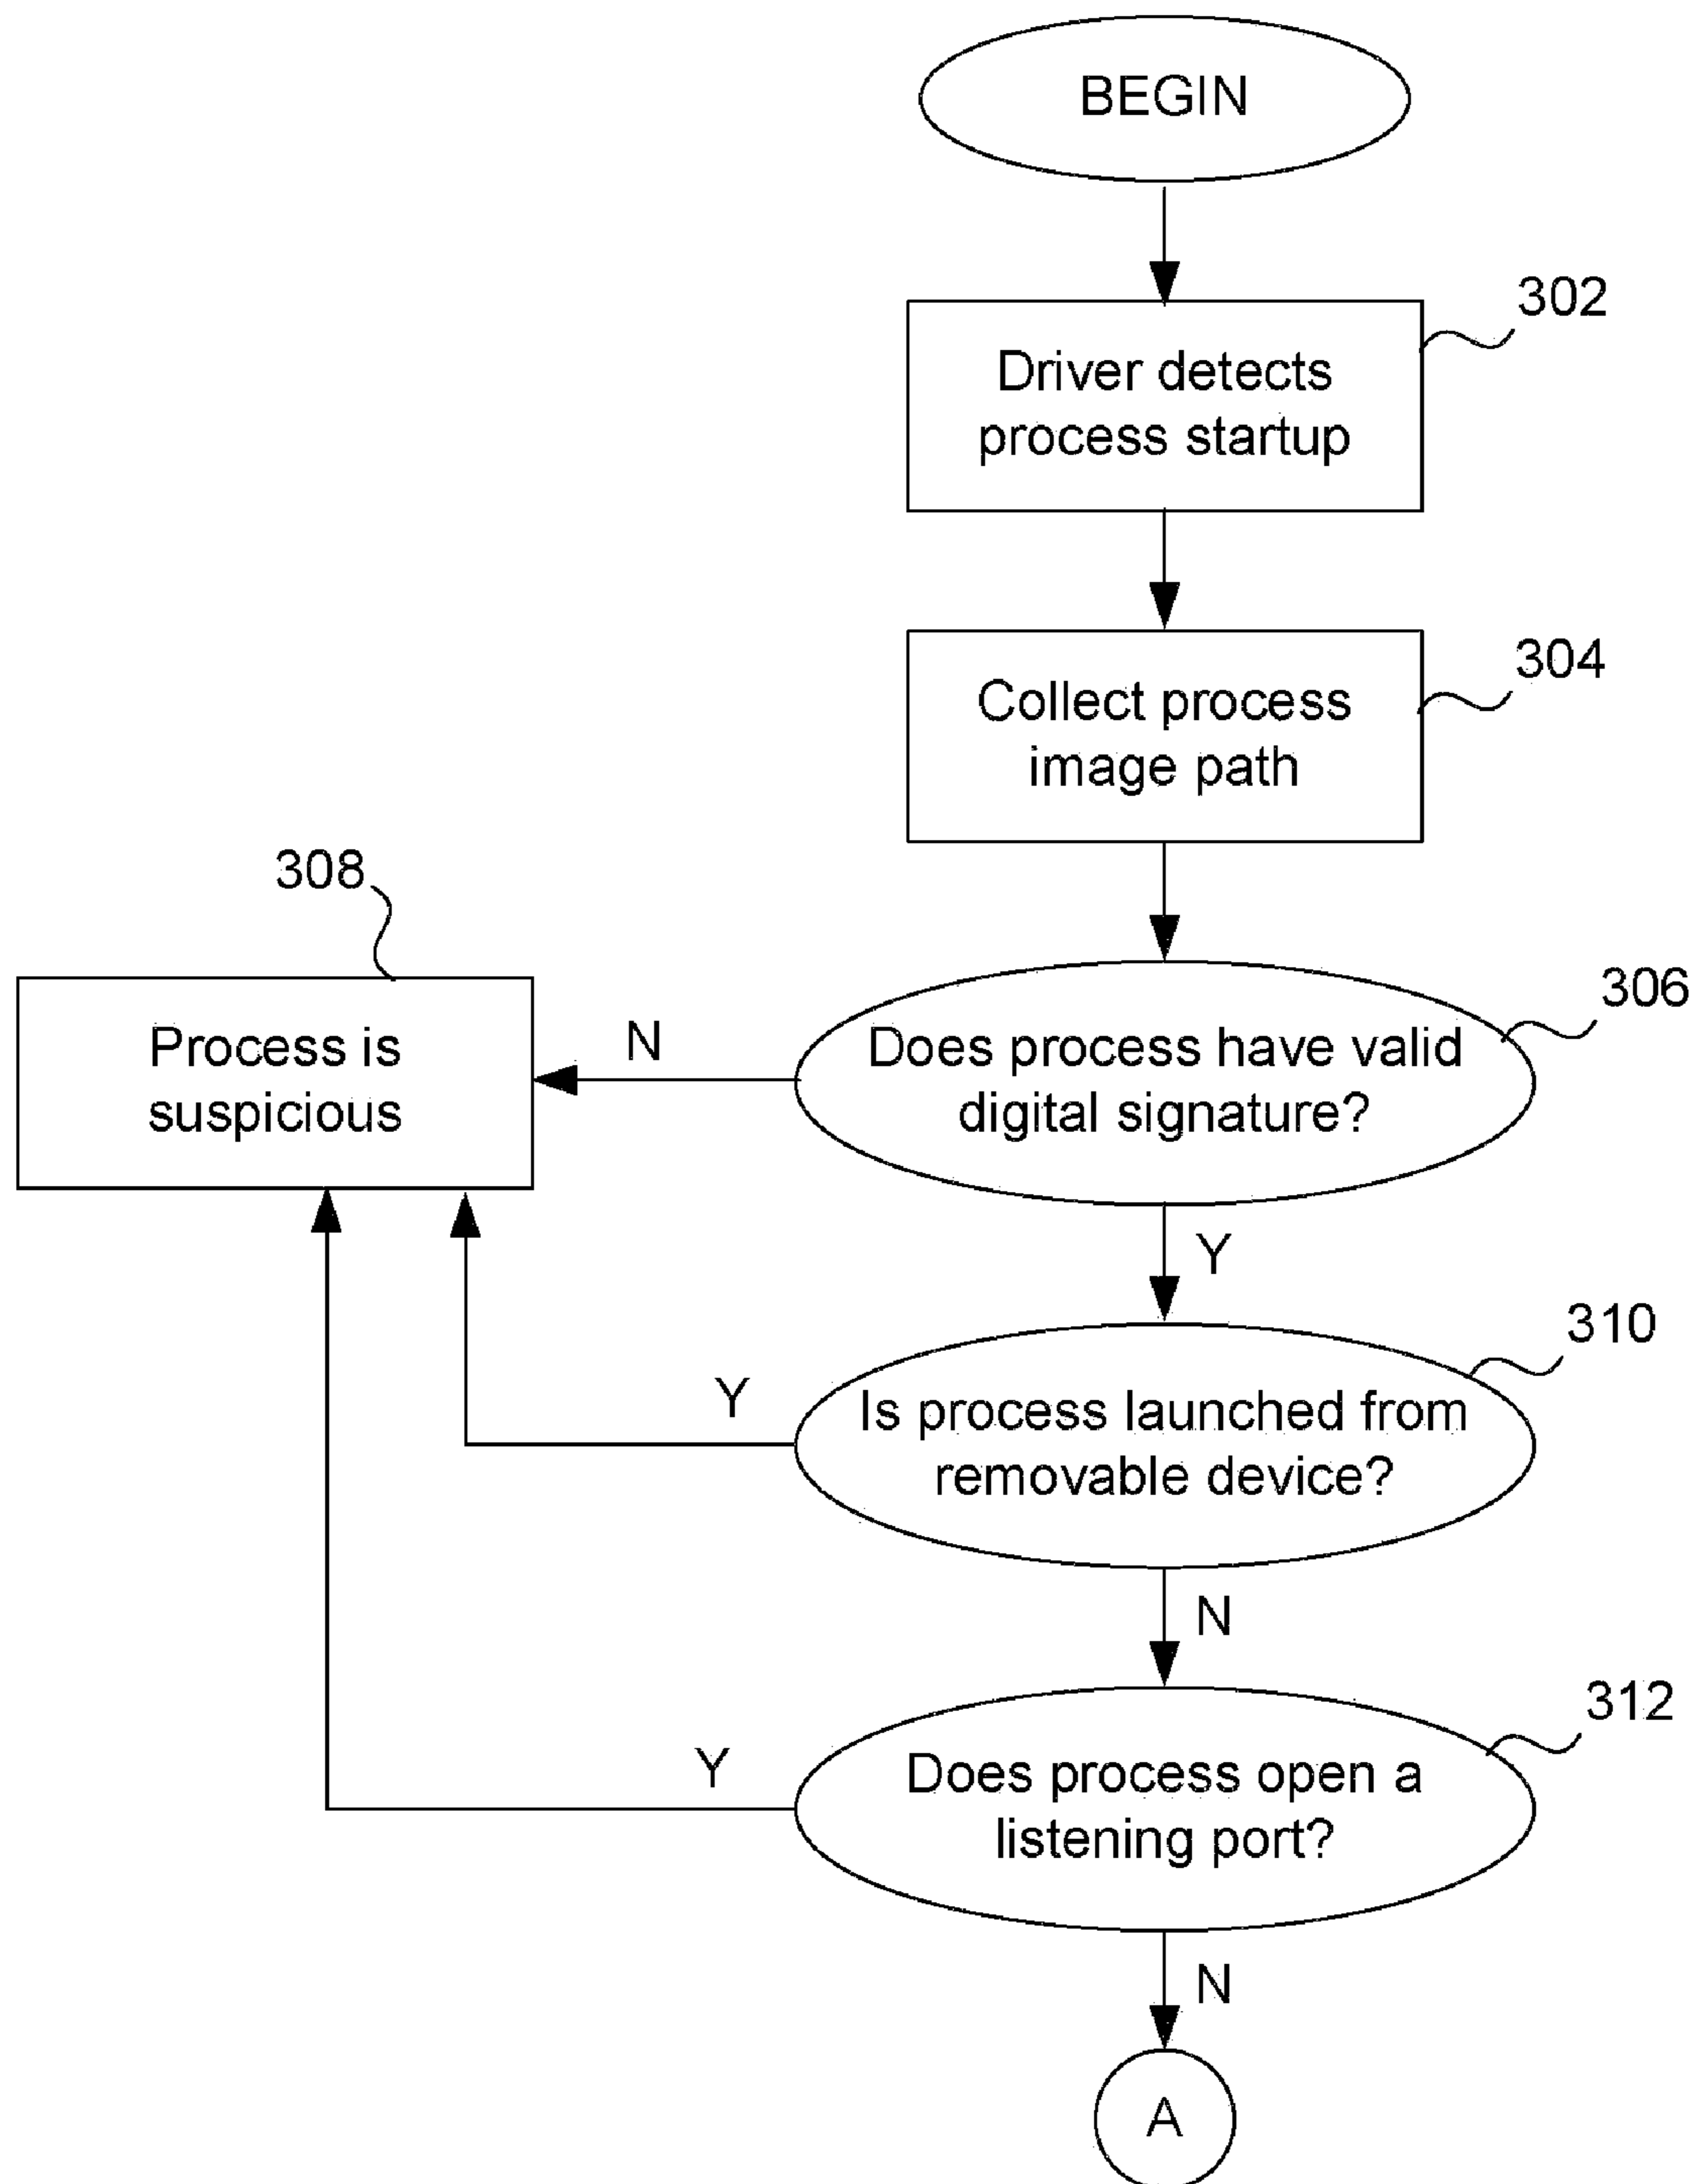 BEGIN
302
Driver detects
process startup
304
Collect process
image path
308
306
Process is
suspicious
N
Does process have valid
digital signature?
Y
310
Y
Is process launched from
removable device?
N
312
Y
Does process open a
listening port?
N
A